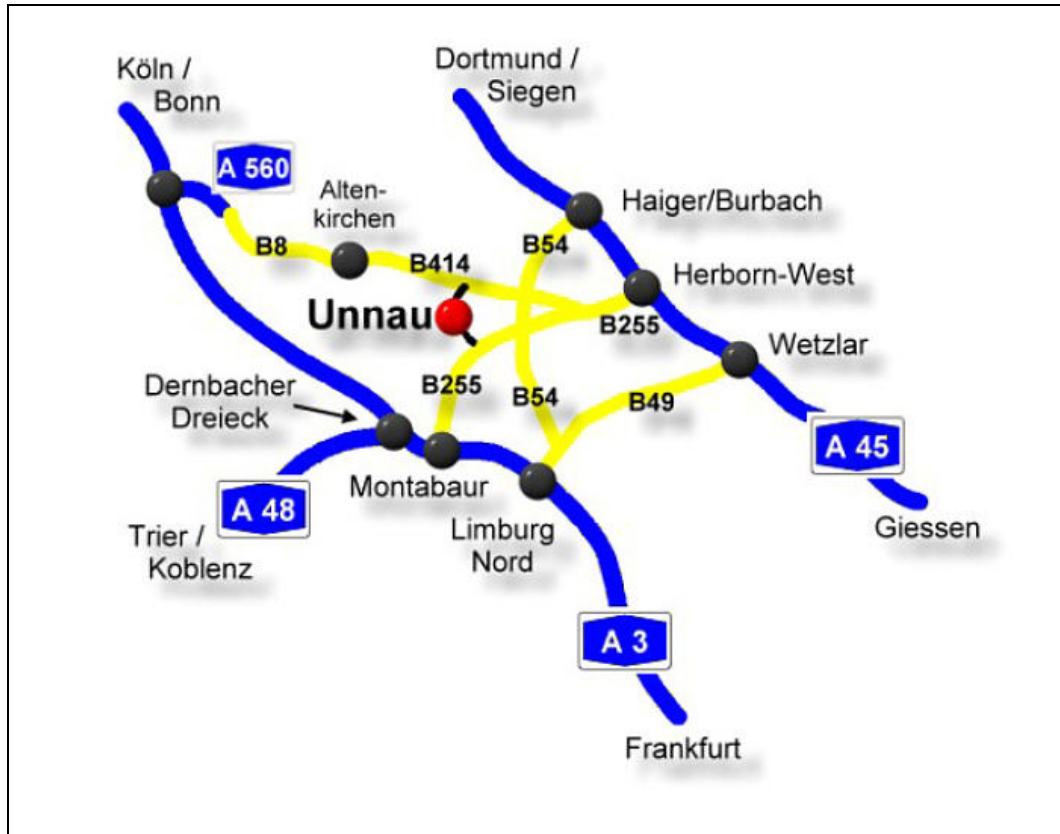 Köln /
Bonn
Dortmund /
Siegen
A 560
Alten-
kirchen
Haiger/Burbach
B54
B8
B414
Herborn-West
Unnau
B255
Wetzlar
Dernbacher
Dreieck
B255
B54
B49
A 45
Montabaur
A 48
Limburg
Nord
Giessen
Trier /
Koblenz
A 3
Frankfurt